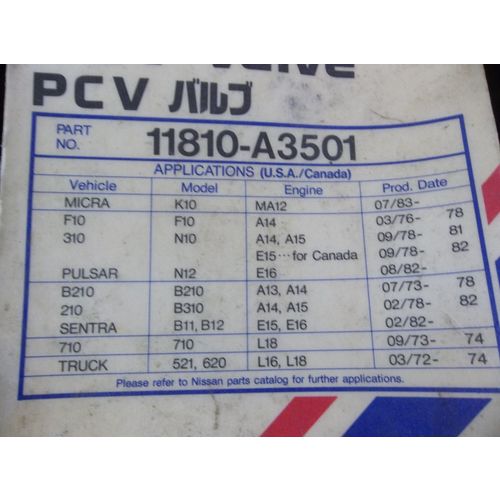 VALVE
PCV バルブ
PART NO. 11810-A3501
APPLICATIONS (U.S.A./Canada)
Vehicle Model Engine Prod. Date
MICRA K10 MA12 07/83-
F10 F10 A14 03/76- 78
310 N10 A14, A15 09/78- 81
E15···for Canada 09/78- 82
PULSAR N12 E16 08/82-
B210 B210 A13, A14 07/73- 78
210 B310 A14, A15 02/78- 82
SENTRA B11, B12 E15, E16 02/82-
710 710 L18 09/73- 74
TRUCK 521, 620 L16, L18 03/72- 74
Please refer to Nissan parts catalog for further applications.